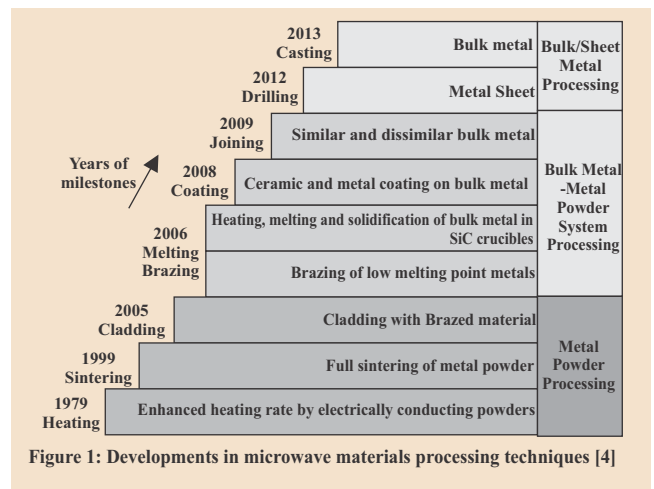 2013
Casting
Bulk metal
Bulk/Sheet
Metal
Processing
2012
Drilling
Metal Sheet
2009
Joining
Similar and dissimilar bulk metal
Years of
milestones
2008
Coating
Ceramic and metal coating on bulk metal
Bulk Metal
-Metal
Powder
System
Processing
2006
Melting
Brazing
Heating, melting and solidification of bulk metal in
SiC crucibles
Brazing of low melting point metals
2005
Cladding
Cladding with Brazed material
Metal
Powder
Processing
1999
Sintering
Full sintering of metal powder
1979
Heating
Enhanced heating rate by electrically conducting powders
Figure 1: Developments in microwave materials processing techniques [4]